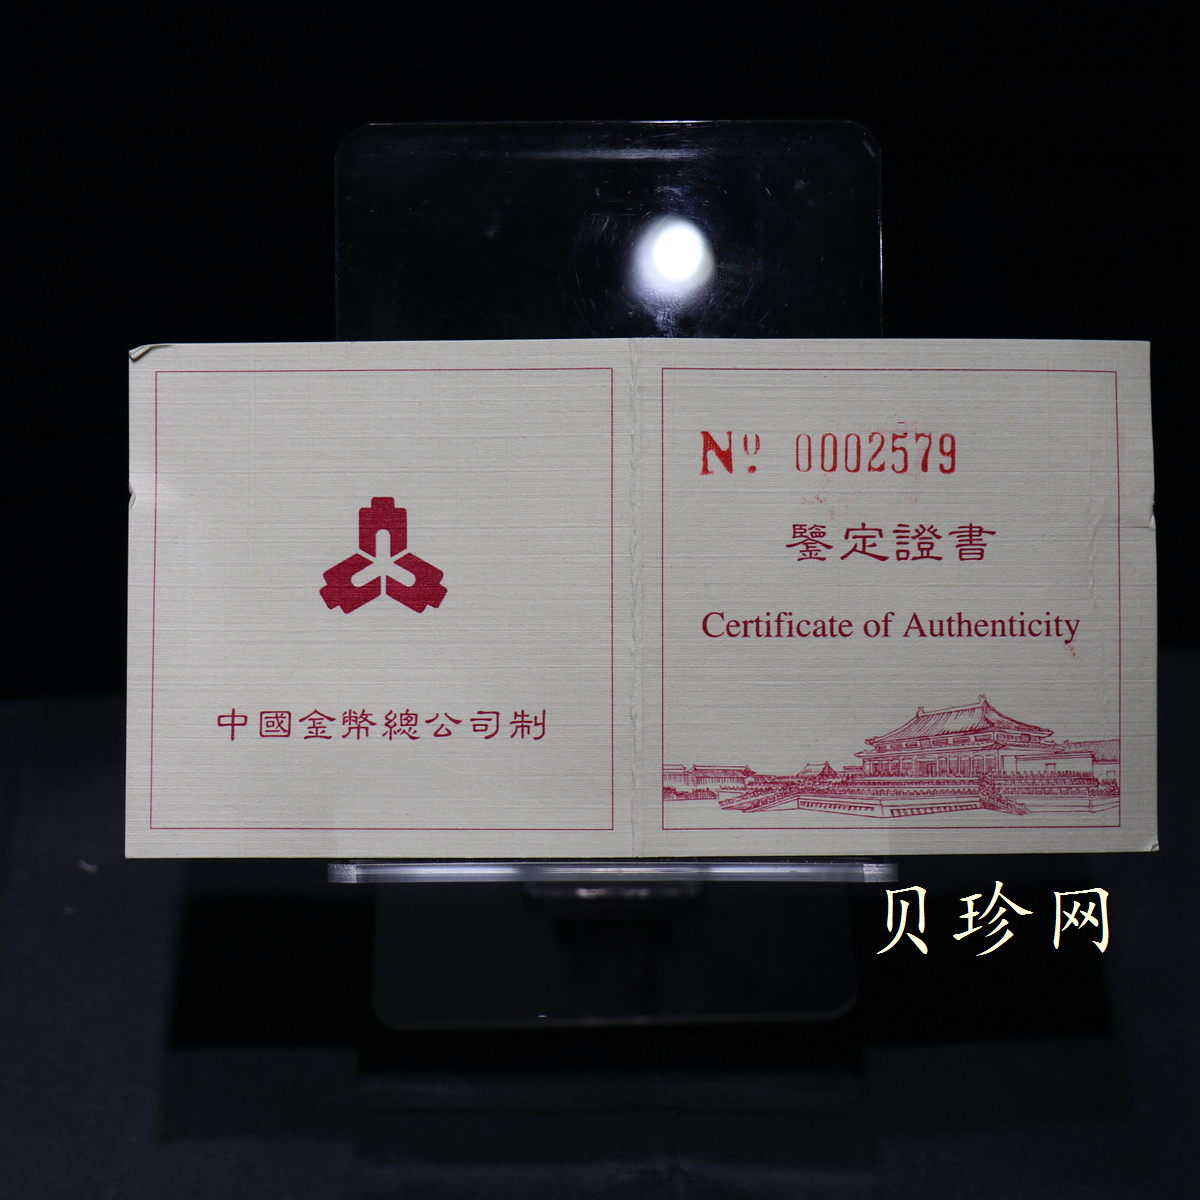 中國金幣總公司制
Nº 0002579
鑒定證書
Certificate of Authenticity
贝珍网